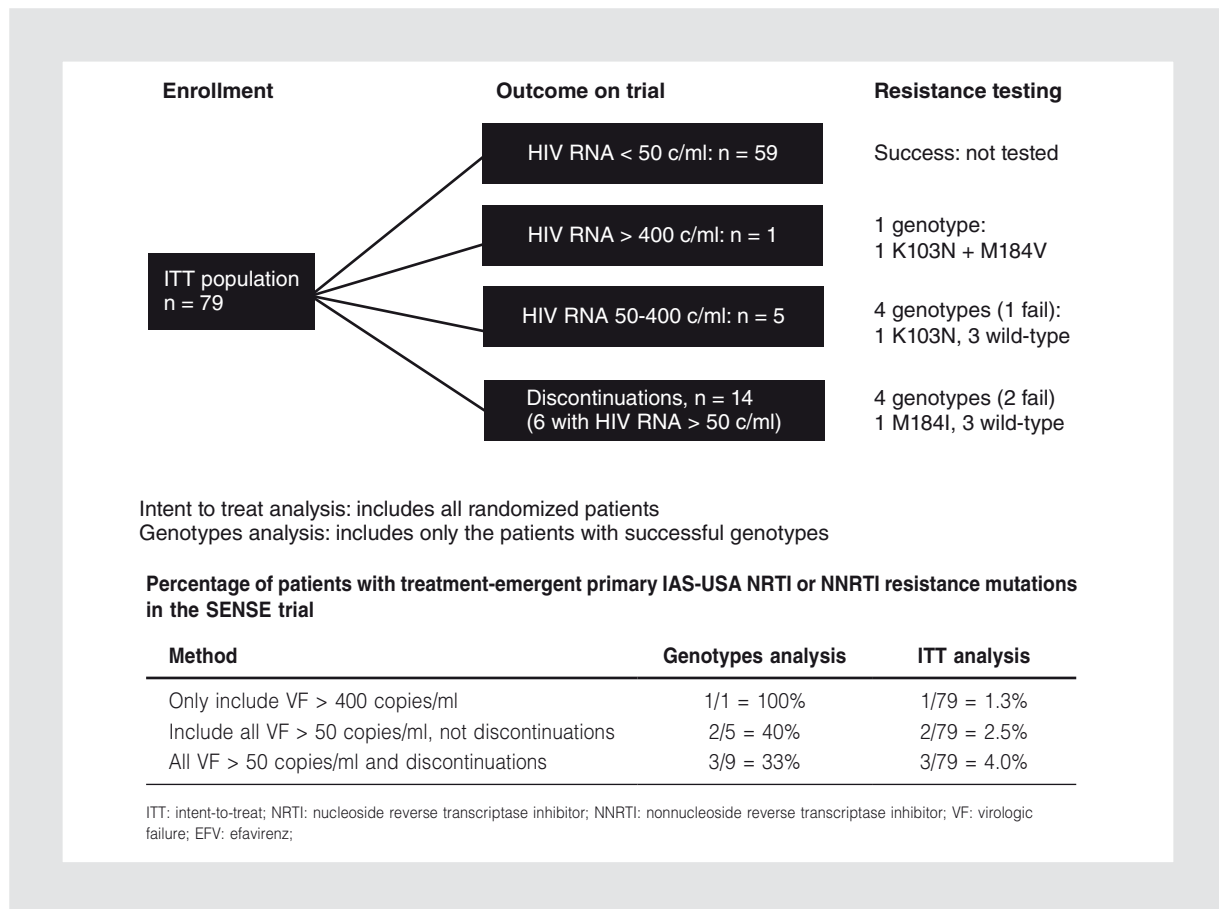 Enrollment
Outcome on trial
Resistance testing
HIV RNA < 50 c/ml: n = 59
Success: not tested
HIV RNA > 400 c/ml: n = 1
1 genotype:
1 K103N + M184V
ITT population
n = 79
HIV RNA 50-400 c/ml: n = 5
4 genotypes (1 fail):
1 K103N, 3 wild-type
Discontinuations, n = 14
(6 with HIV RNA > 50 c/ml)
4 genotypes (2 fail)
1 M184I, 3 wild-type
Intent to treat analysis: includes all randomized patients
Genotypes analysis: includes only the patients with successful genotypes
Percentage of patients with treatment-emergent primary IAS-USA NRTI or NNRTI resistance mutations
in the SENSE trial
Method Genotypes analysis ITT analysis
Only include VF > 400 copies/ml 1/1 = 100% 1/79 = 1.3%
Include all VF > 50 copies/ml, not discontinuations 2/5 = 40% 2/79 = 2.5%
All VF > 50 copies/ml and discontinuations 3/9 = 33% 3/79 = 4.0%
ITT: intent-to-treat; NRTI: nucleoside reverse transcriptase inhibitor; NNRTI: nonnucleoside reverse transcriptase inhibitor; VF: virologic
failure; EFV: efavirenz;